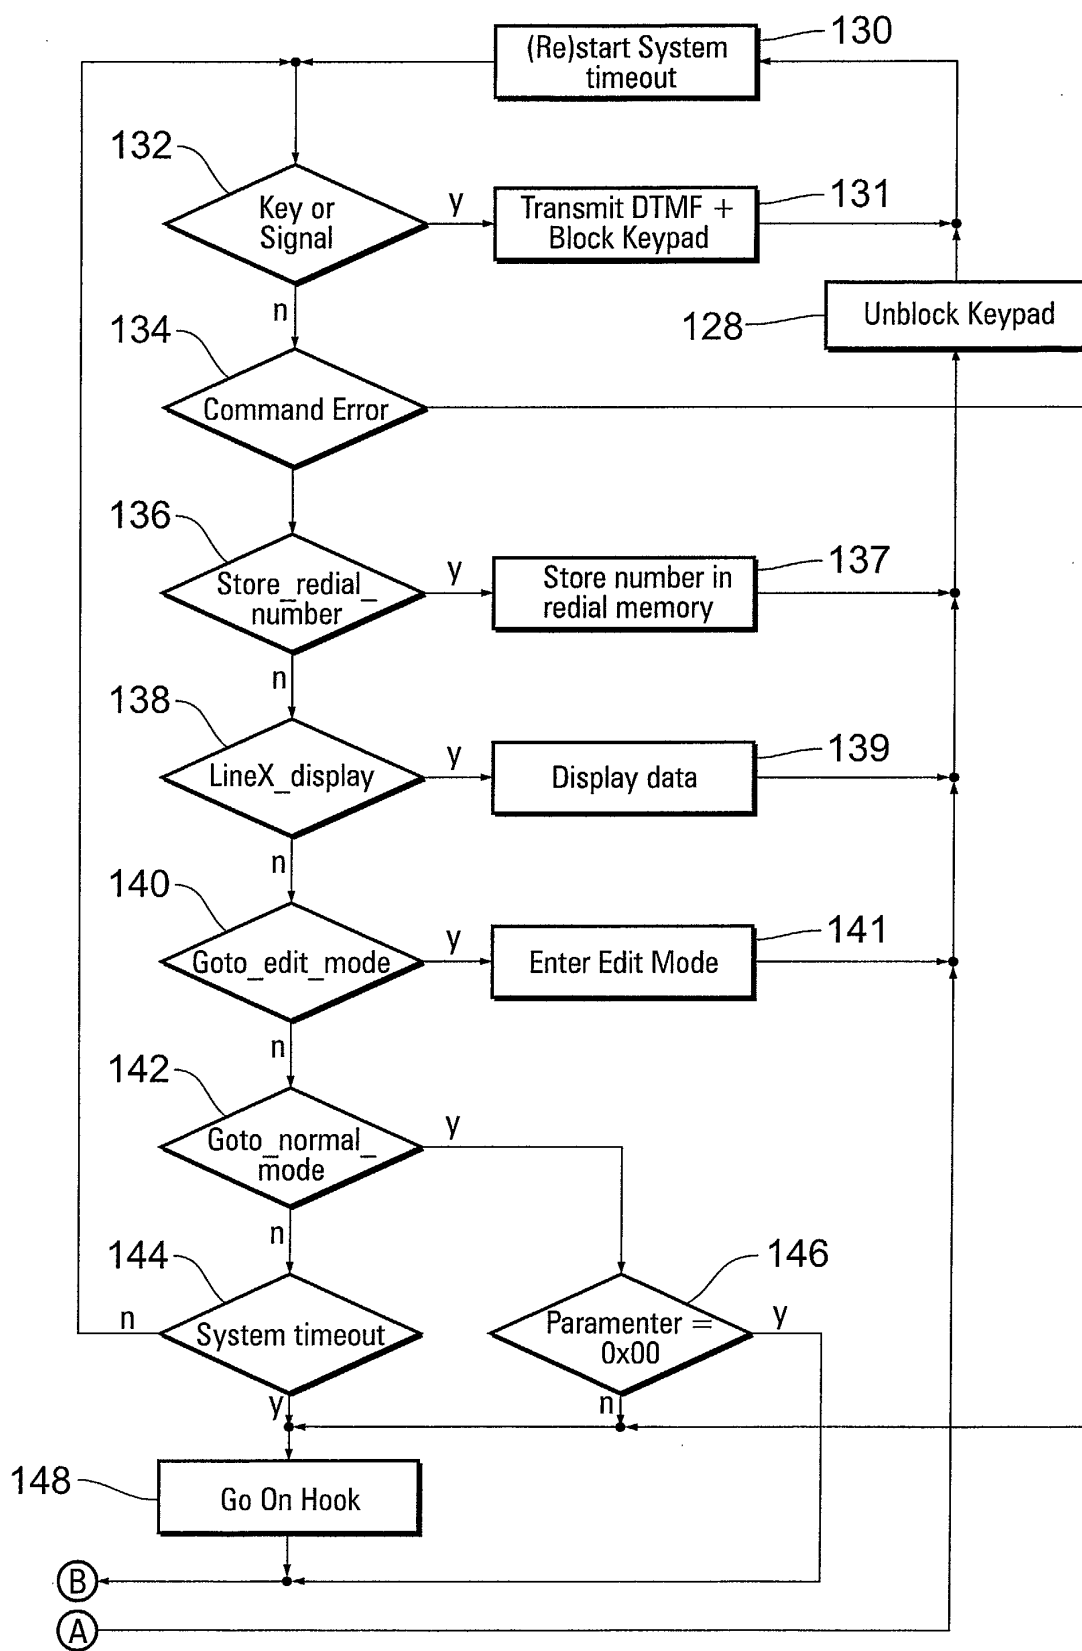 (Re)start System
timeout
130
132
Key or
Signal
y
Transmit DTMF +
Block Keypad
131
n
134
128
Unblock Keypad
Command Error
136
Store_redial_
number
y
Store number in
redial memory
137
n
138
LineX_display
y
Display data
139
n
140
Goto_edit_mode
y
Enter Edit Mode
141
n
142
Goto_normal_
mode
y
n
144
146
n
System timeout
Paramenter =
0x00
y
y
n
148
Go On Hook
B
A